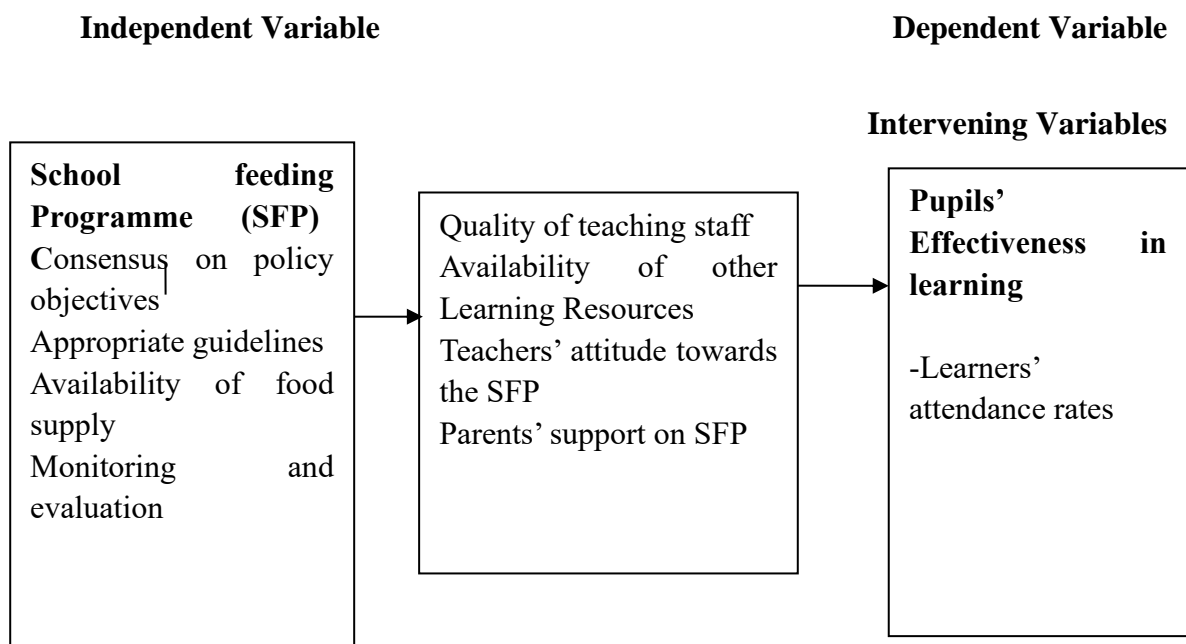 Independent Variable
Dependent Variable
Intervening Variables
School feeding
Programme (SFP)
Consensus on policy
objectives
Appropriate guidelines
Availability of food
supply
Monitoring and
evaluation
Quality of teaching staff
Availability of other
Learning Resources
Teachers’ attitude towards
the SFP
Parents’ support on SFP
Pupils’
Effectiveness in
learning
-Learners’
attendance rates